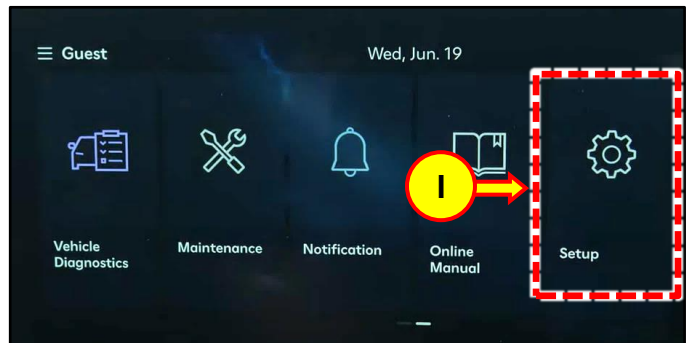 Guest
Wed, Jun. 19
I
Vehicle
Diagnostics
Maintenance
Notification
Online
Manual
Setup